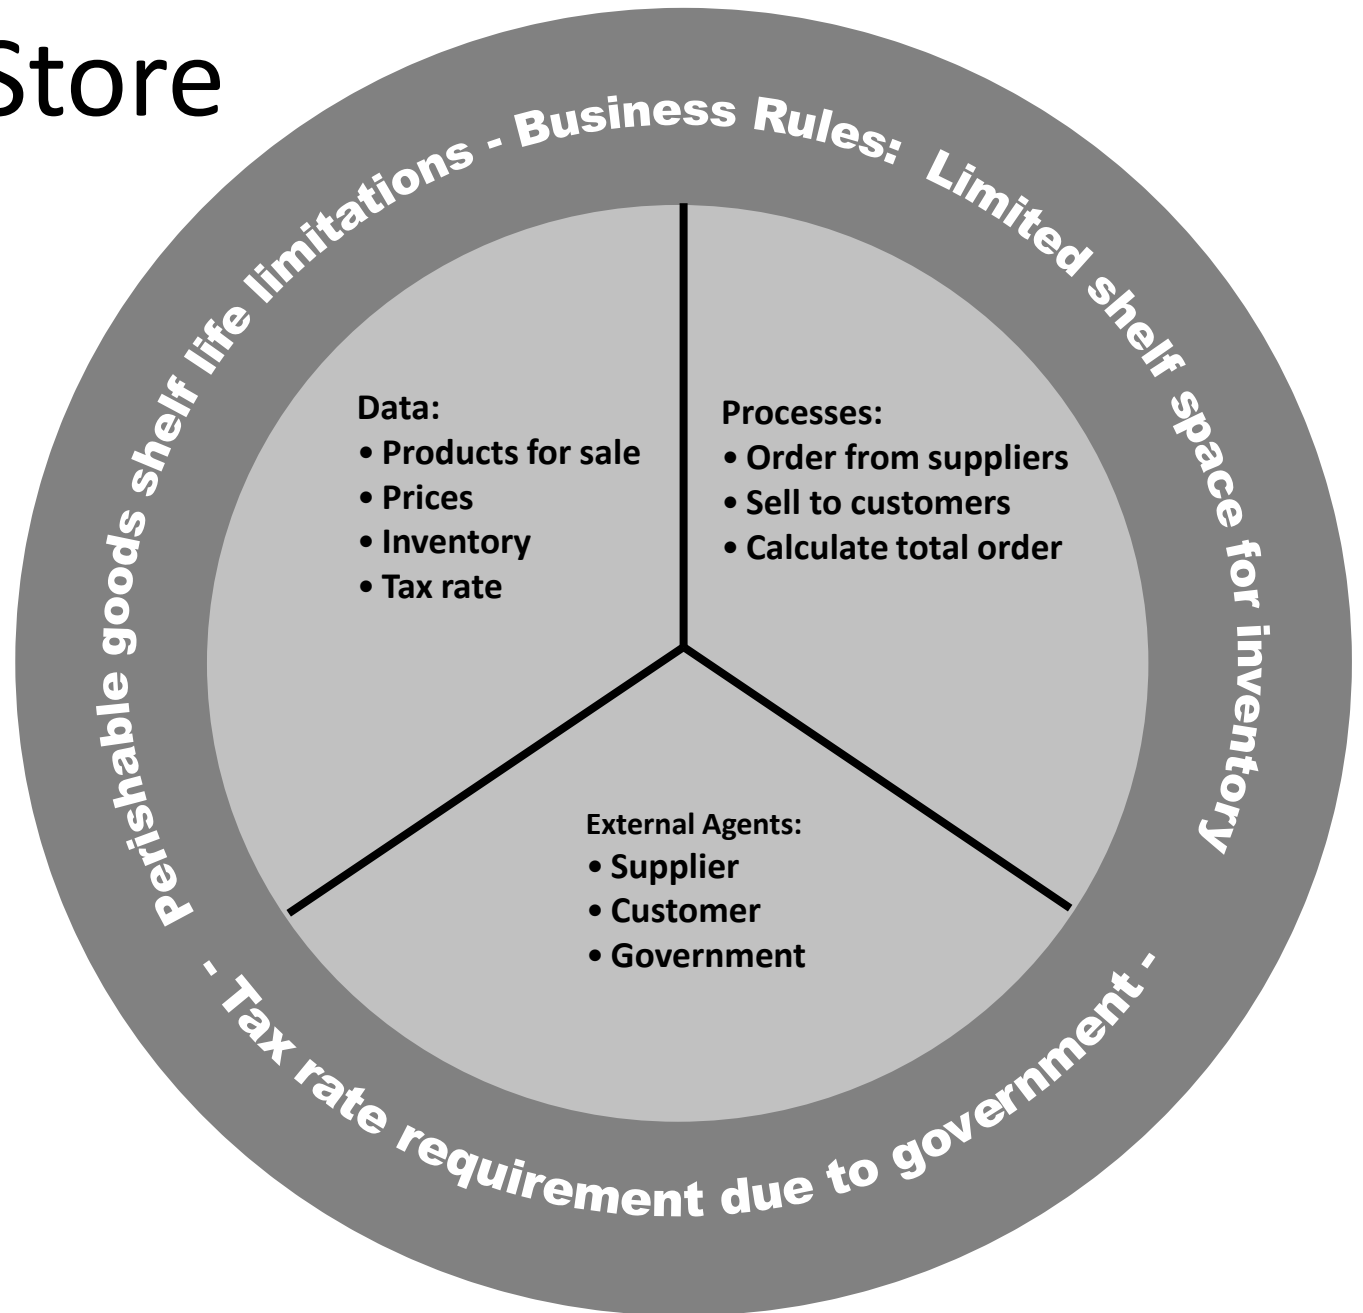 Store
Business Rules: Limited shelf space for inventory
- Tax rate requirement due to government -
Perishable goods shelf life limitations -
Data:
• Products for sale
• Prices
• Inventory
• Tax rate
Processes:
• Order from suppliers
• Sell to customers
• Calculate total order
External Agents:
• Supplier
• Customer
• Government